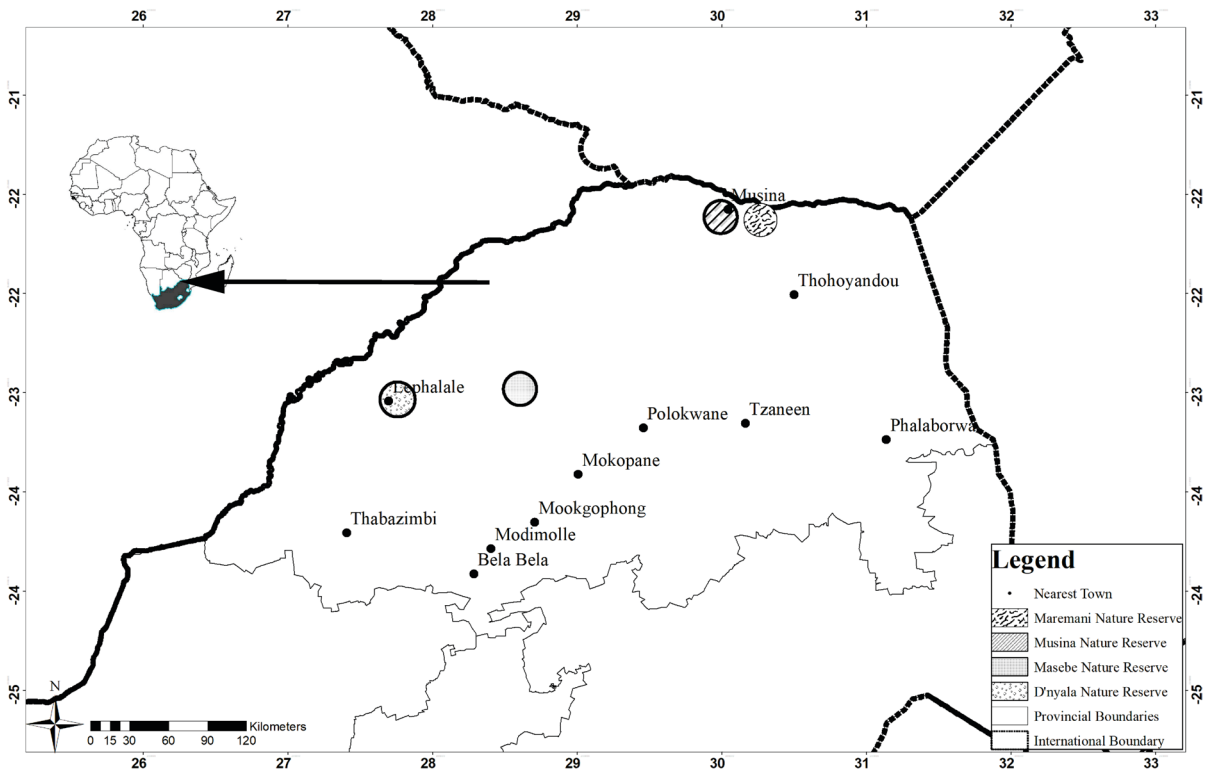 26 27 28 29 30 31 32 33
-21 -21
-22 -22
Musina
Thohoyandou
-22 -22
Lephalale
-23 -23
Polokwane Tzaneen
Phalaborwa
Mokopane
-24 -24
Mookgophong
Thabazimbi
Modimolle
Bela Bela
-24 -24
Legend
Nearest Town
Maremani Nature Reserve
Musina Nature Reserve
Masebe Nature Reserve
D'nyala Nature Reserve
Provincial Boundaries
International Boundary
-25 -25
N
Kilometers
0 15 30 60 90 120
26 27 28 29 30 31 32 33